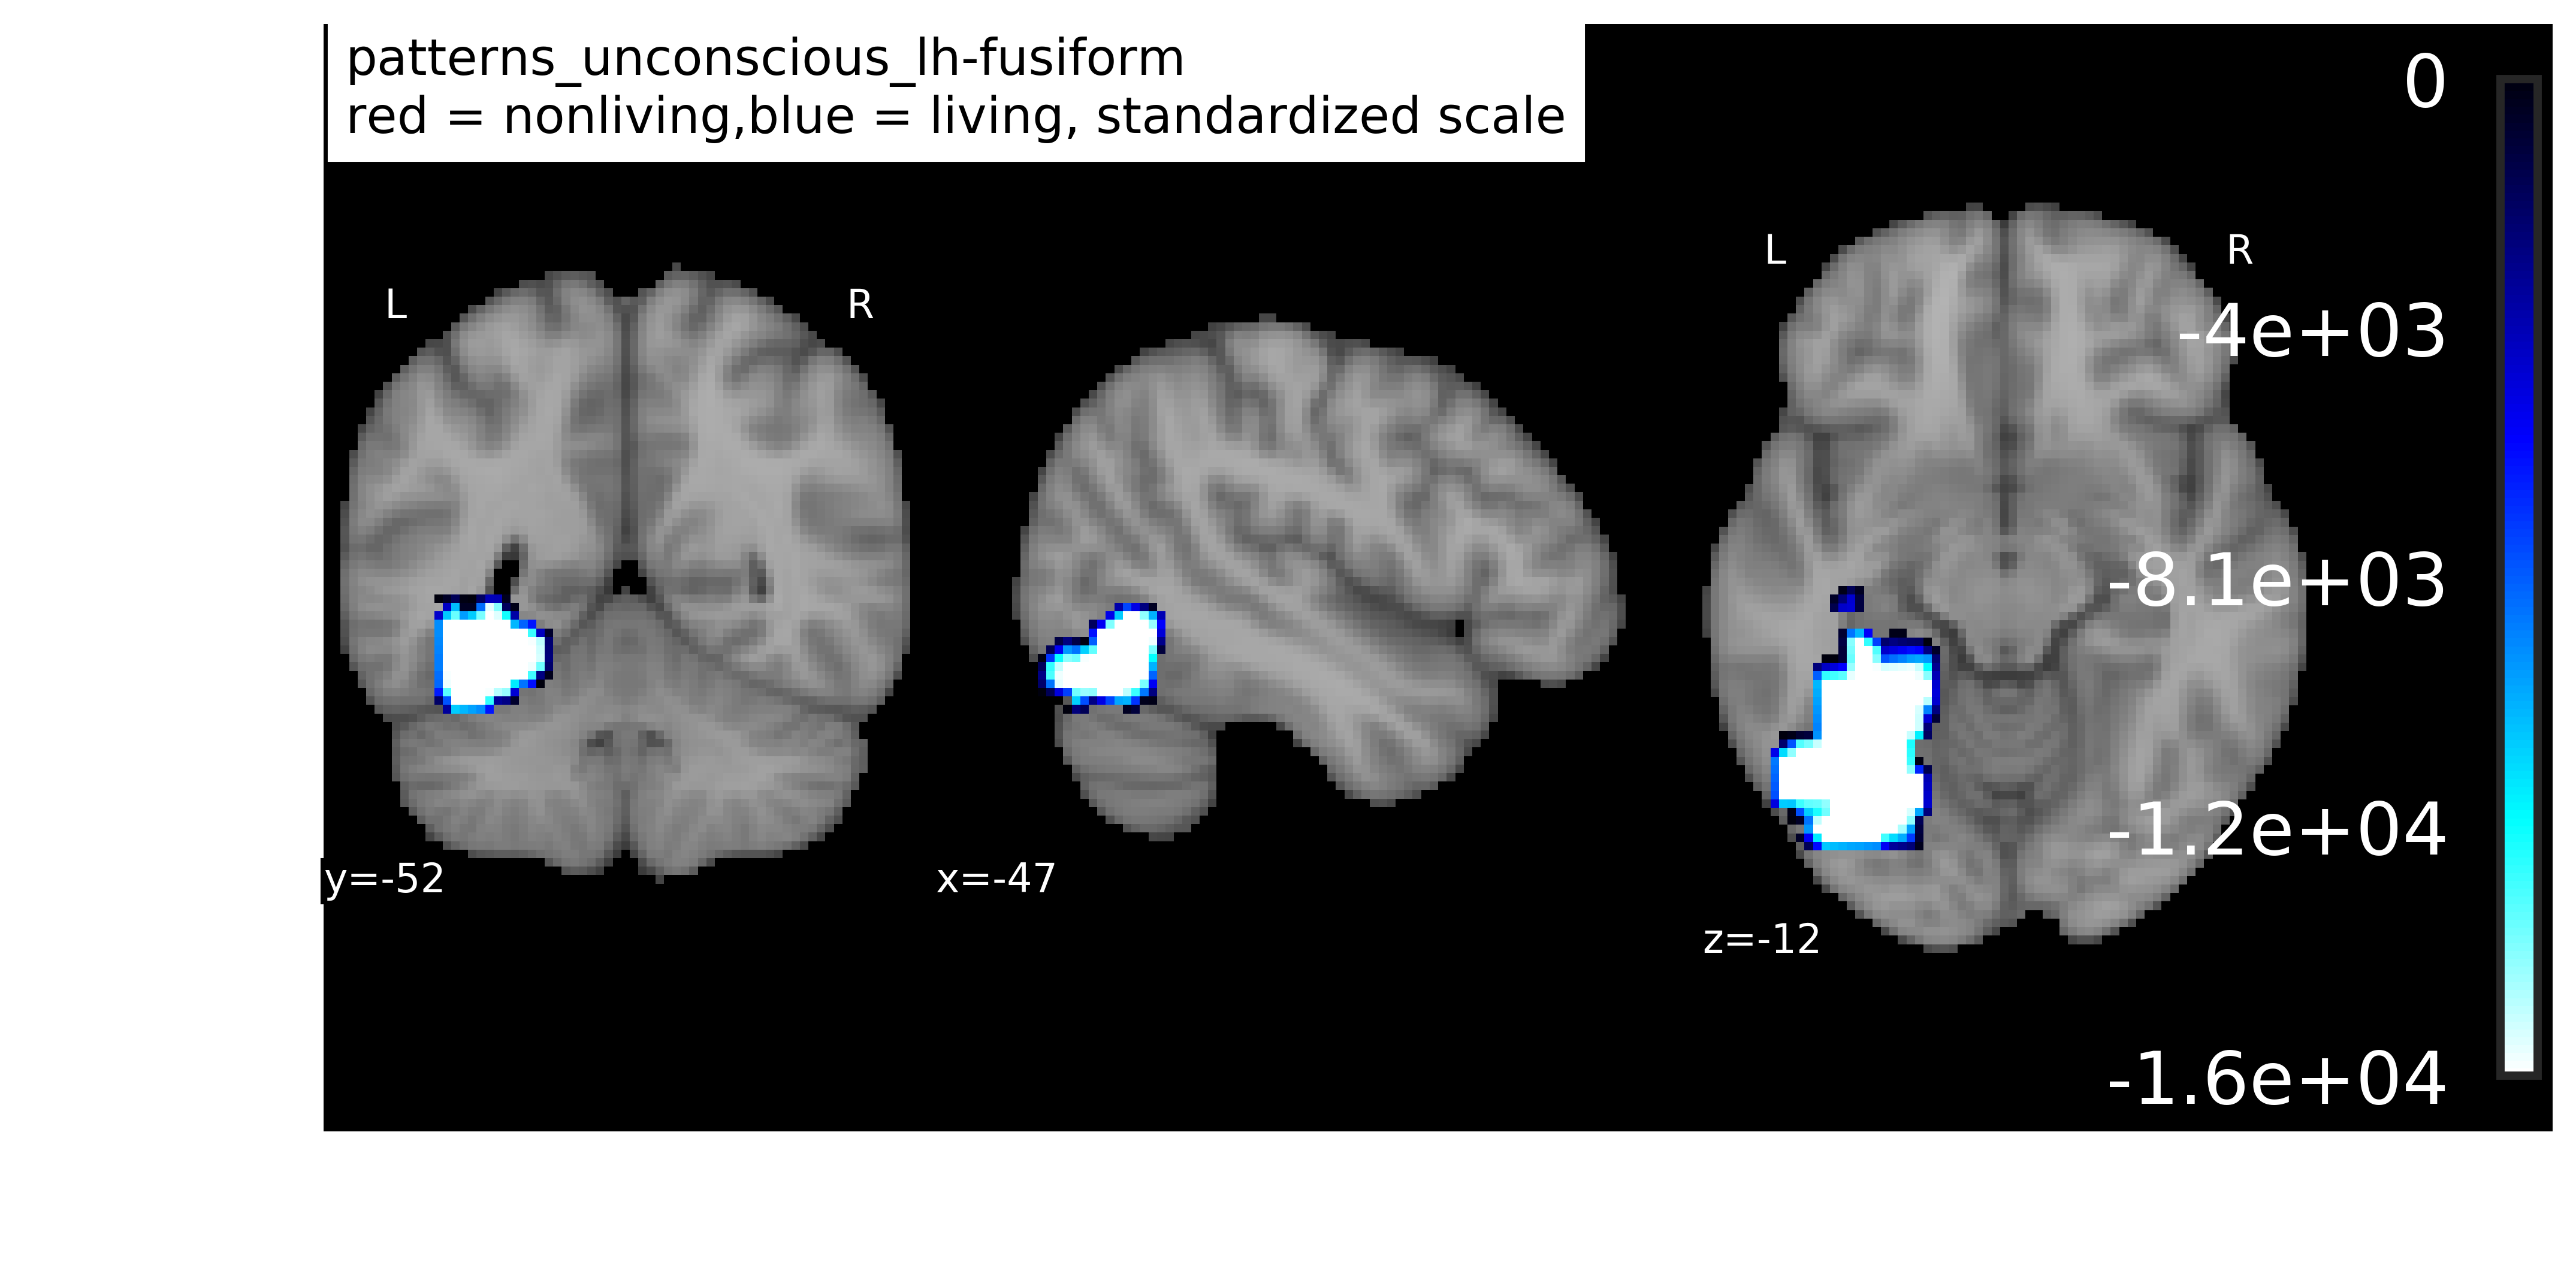 patterns_unconscious_lh-fusiform
red = nonliving,blue = living, standardized scale
L
R
y=-52
x=-47
L
R
z=-12
0
-4e+03
-8.1e+03
-1.2e+04
-1.6e+04